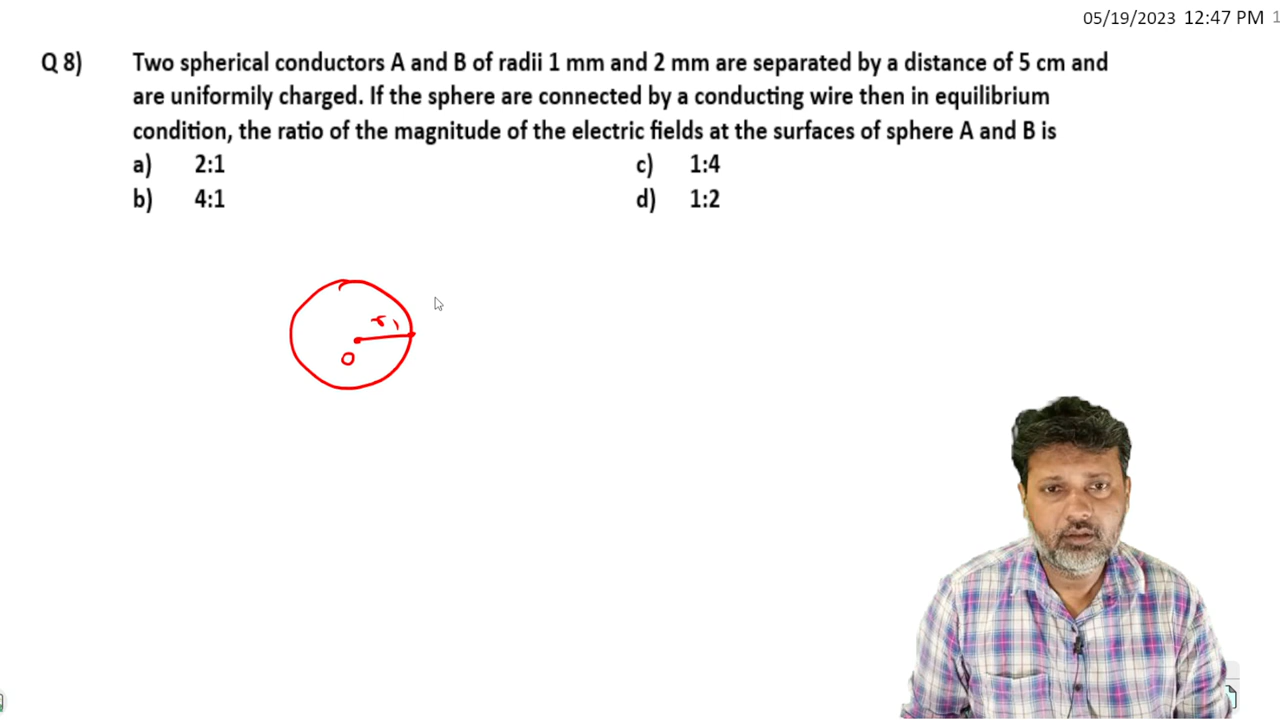 05/19/2023 12:47 PM 1
Q 8) Two spherical conductors A and B of radii 1 mm and 2 mm are separated by a distance of 5 cm and
are uniformily charged. If the sphere are connected by a conducting wire then in equilibrium
condition, the ratio of the magnitude of the electric fields at the surfaces of sphere A and B is
a) 2:1 c) 1:4
b) 4:1 d) 1:2
r₁
O